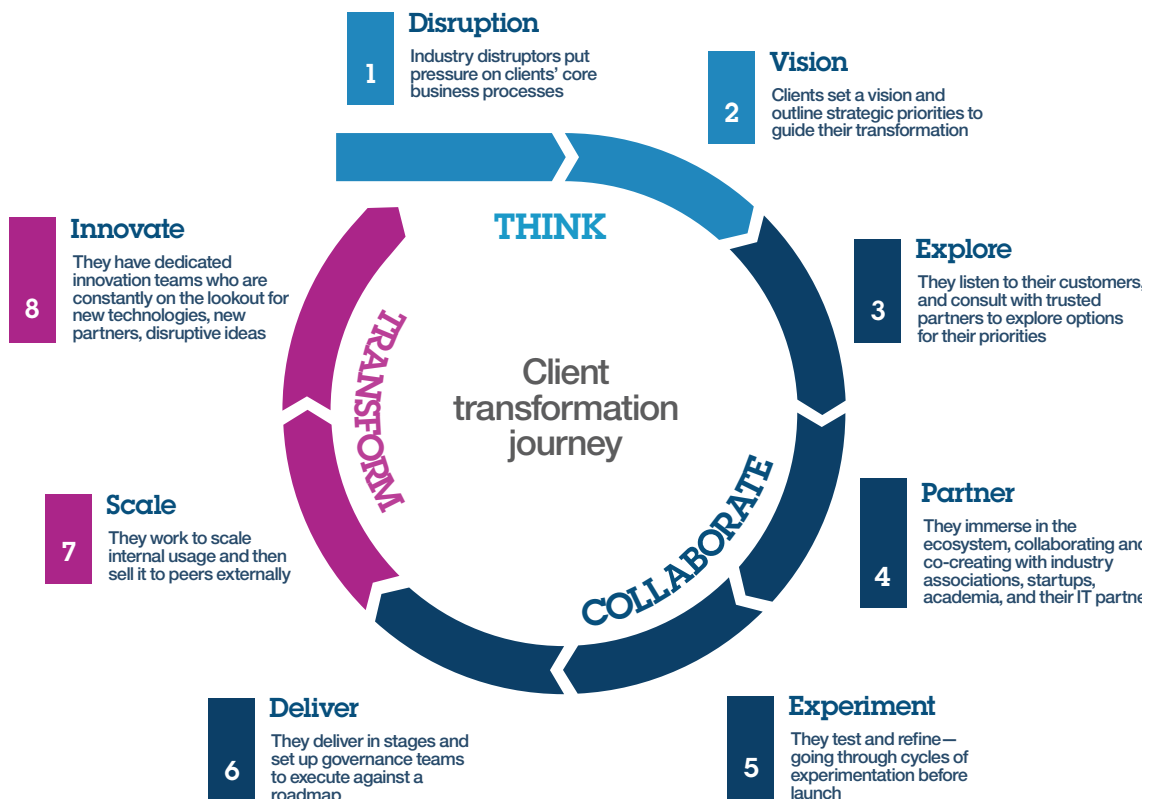 1
Disruption
Industry distruptors put
pressure on clients’ core
business processes
2
Vision
Clients set a vision and
outline strategic priorities to
guide their transformation
THINK
8
Innovate
They have dedicated
innovation teams who are
constantly on the lookout for
new technologies, new
partners, disruptive ideas
3
Explore
They listen to their customers,
and consult with trusted
partners to explore options
for their priorities
TRANSFORM
Client
transformation
journey
COLLABORATE
7
Scale
They work to scale
internal usage and then
sell it to peers externally
4
Partner
They immerse in the
ecosystem, collaborating and
co-creating with industry
associations, startups,
academia, and their IT
6
Deliver
They deliver in stages and
set up governance teams
to execute against a
roadmap
5
Experiment
They test and refine—
going through cycles of
experimentation before
launch